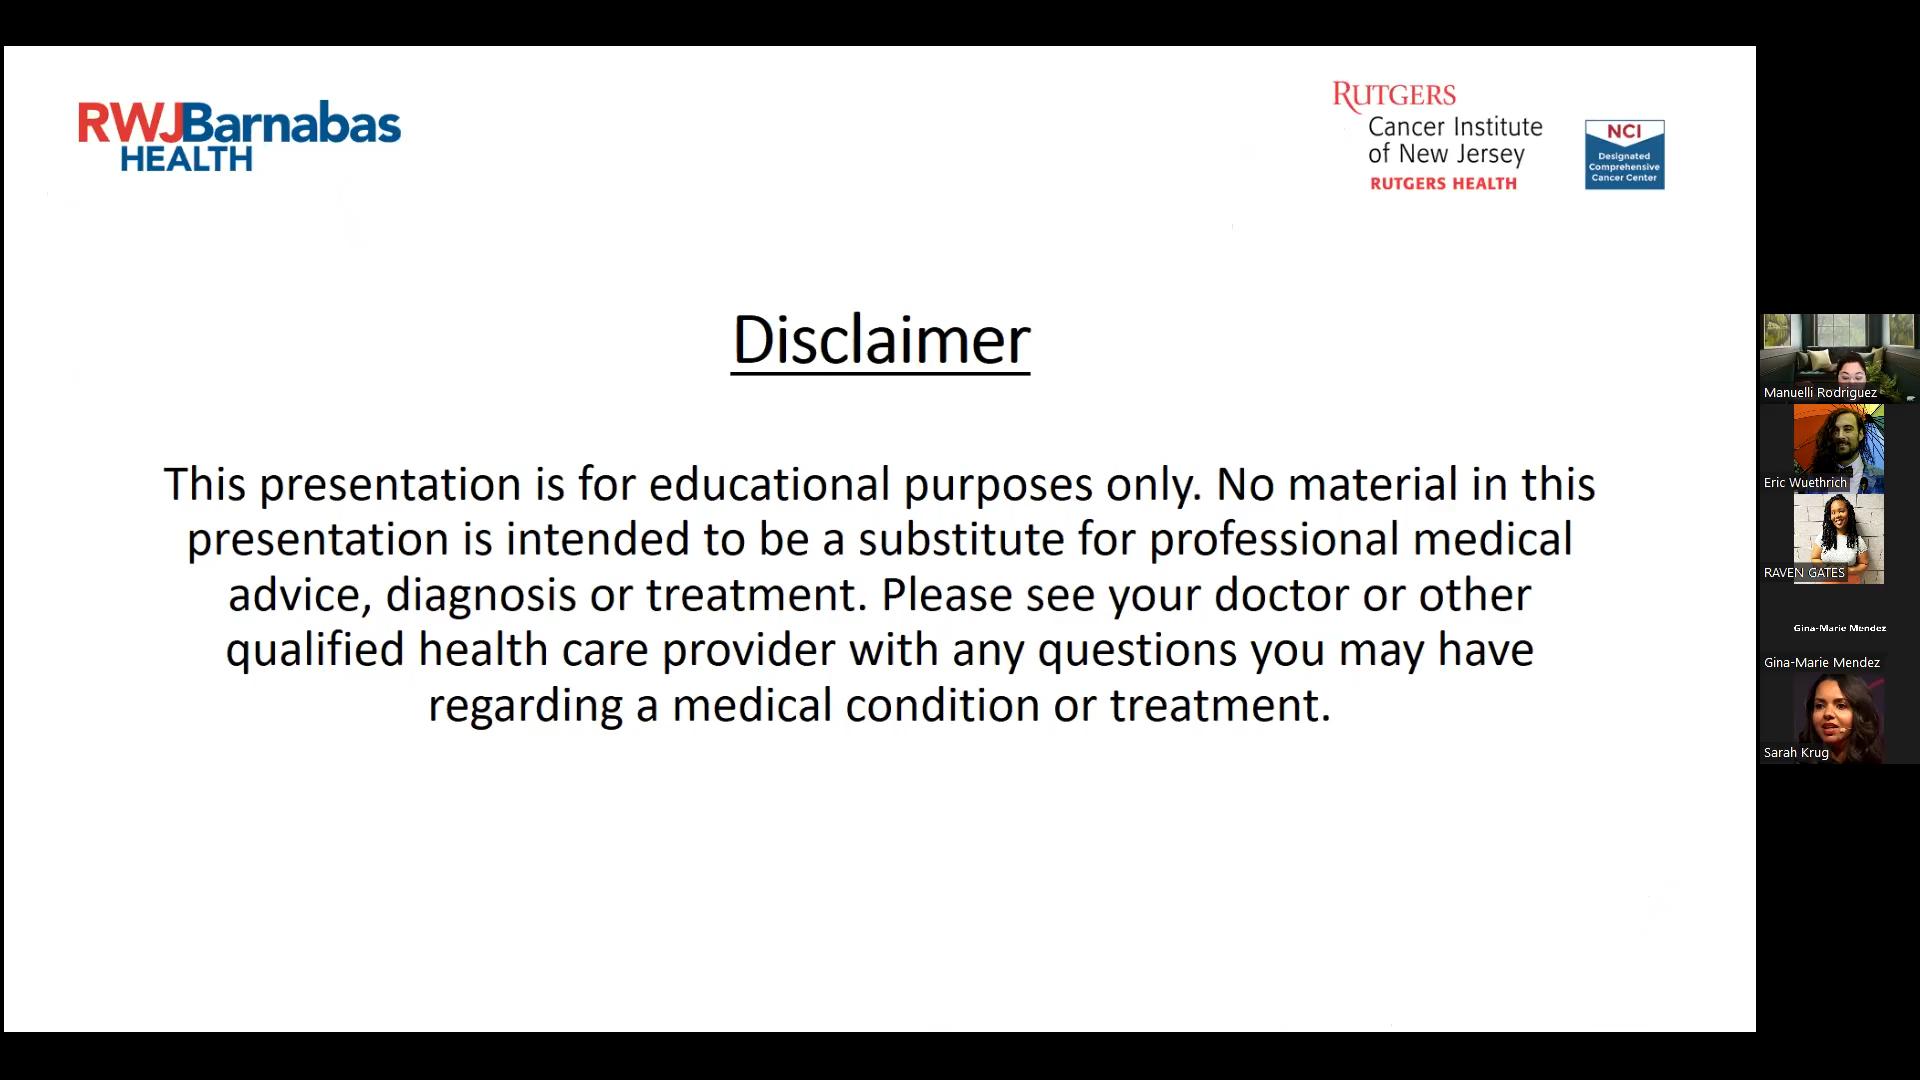 RWJBarnabas
HEALTH
RUTGERS
Cancer Institute
of New Jersey
RUTGERS HEALTH
NCI
Designated
Comprehensive
Cancer Center
Disclaimer
This presentation is for educational purposes only. No material in this
presentation is intended to be a substitute for professional medical
advice, diagnosis or treatment. Please see your doctor or other
qualified health care provider with any questions you may have
regarding a medical condition or treatment.
Manuelli Rodriguez
Eric Wuethrich
RAVEN GATES
Gina-Marie Mendez
Gina-Marie Mendez
Sarah Krug